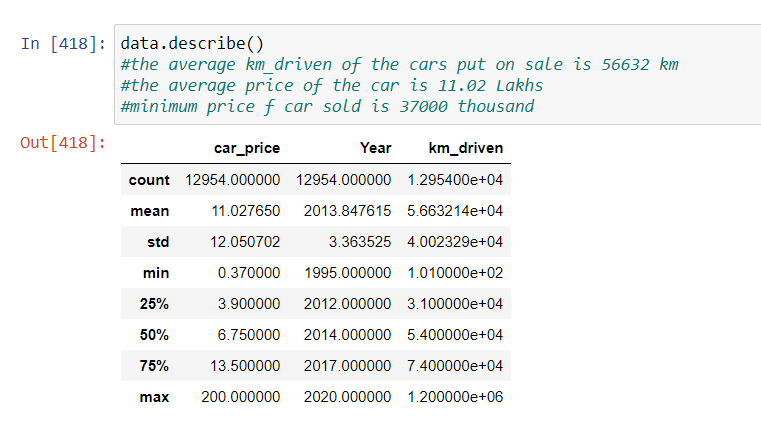 In [418]: data.describe()
#the average km_driven of the cars put on sale is 56632 km
#the average price of the car is 11.02 Lakhs
#minimum price f car sold is 37000 thousand
Out[418]:
car_price Year km_driven
count 12954.000000 12954.000000 1.295400e+04
mean 11.027650 2013.847615 5.663214e+04
std 12.050702 3.363525 4.002329e+04
min 0.370000 1995.000000 1.010000e+02
25% 3.900000 2012.000000 3.100000e+04
50% 6.750000 2014.000000 5.400000e+04
75% 13.500000 2017.000000 7.400000e+04
max 200.000000 2020.000000 1.200000e+06